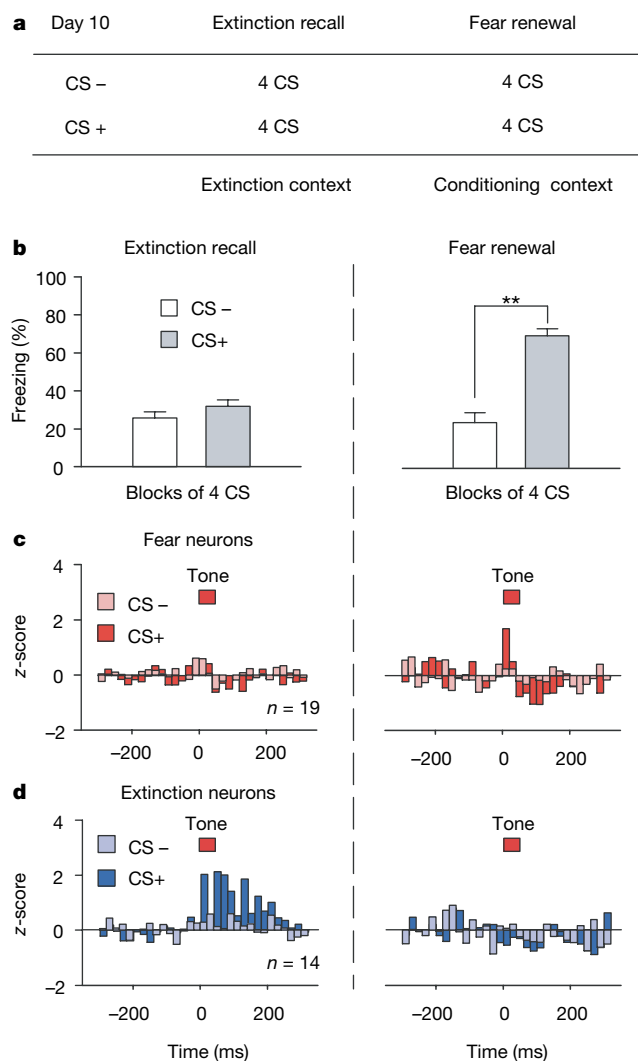 a Day 10 Extinction recall Fear renewal
CS – 4 CS 4 CS
CS + 4 CS 4 CS
Extinction context Conditioning context
b Extinction recall Fear renewal
100
80
60
40
20
0
Freezing (%)
CS –
CS+
**
Blocks of 4 CS Blocks of 4 CS
c Fear neurons
4
2
0
−2
z-score
Tone Tone
CS –
CS+
n = 19
−200 0 200 −200 0 200
d Extinction neurons
4
2
0
−2
z-score
Tone Tone
CS –
CS+
n = 14
−200 0 200 −200 0 200
Time (ms) Time (ms)